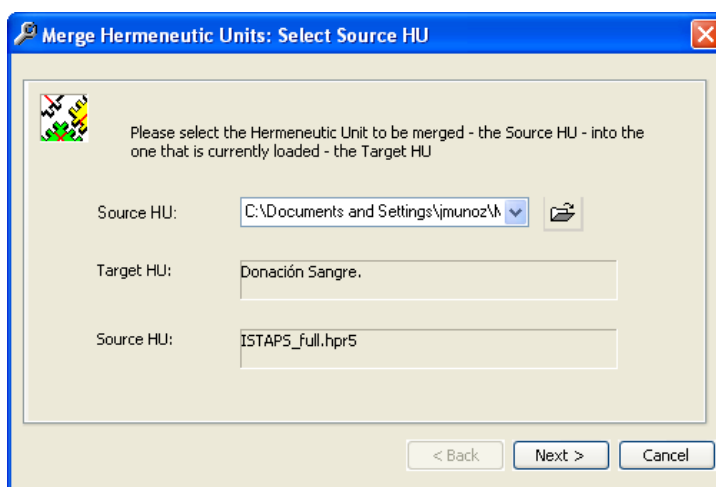 Merge Hermeneutic Units: Select Source HU
Please select the Hermeneutic Unit to be merged - the Source HU - into the
one that is currently loaded - the Target HU
Source HU: C:\Documents and Settings\jmunoz\M
Target HU: Donación Sangre.
Source HU: ISTAPS_full.hpr5
< Back Next > Cancel